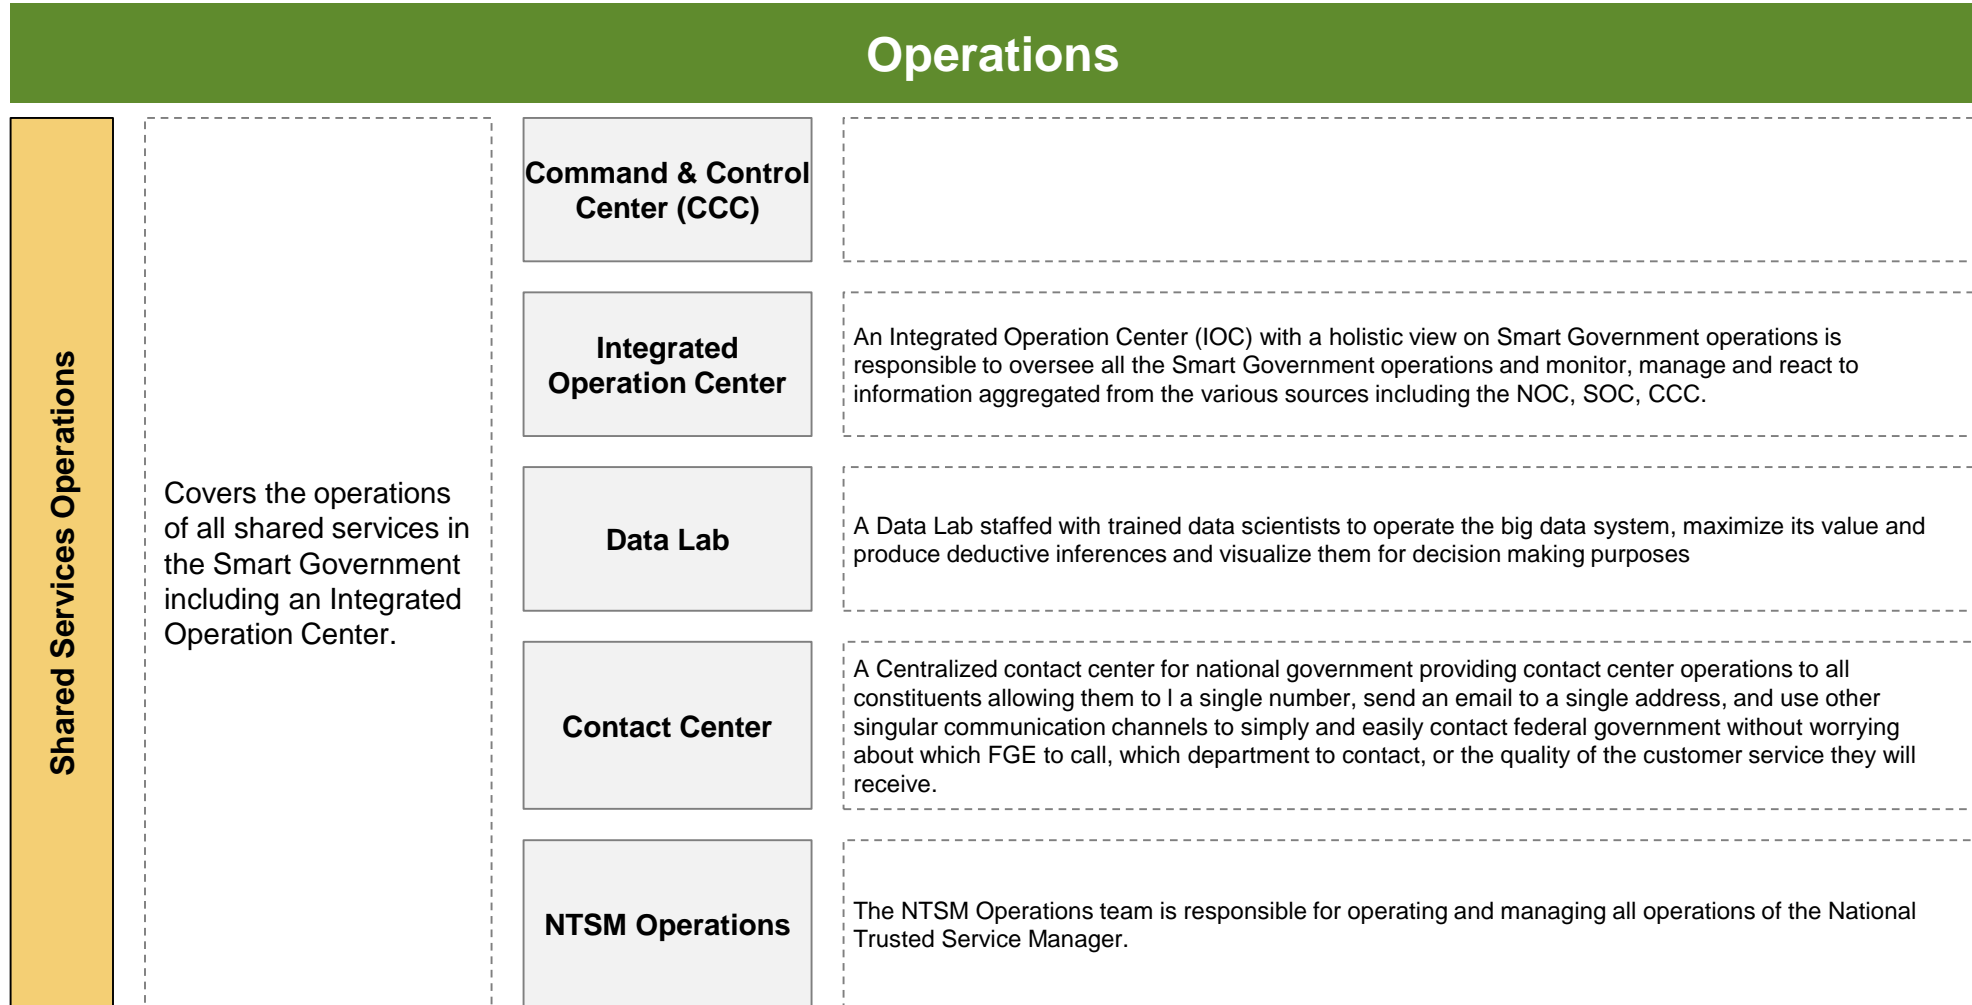 Operations
Shared Services Operations
Covers the operations
of all shared services in
the Smart Government
including an Integrated
Operation Center.
Command & Control
Center (CCC)
Integrated
Operation Center
An Integrated Operation Center (IOC) with a holistic view on Smart Government operations is
responsible to oversee all the Smart Government operations and monitor, manage and react to
information aggregated from the various sources including the NOC, SOC, CCC.
Data Lab
A Data Lab staffed with trained data scientists to operate the big data system, maximize its value and
produce deductive inferences and visualize them for decision making purposes
Contact Center
A Centralized contact center for national government providing contact center operations to all
constituents allowing them to l a single number, send an email to a single address, and use other
singular communication channels to simply and easily contact federal government without worrying
about which FGE to call, which department to contact, or the quality of the customer service they will
receive.
NTSM Operations
The NTSM Operations team is responsible for operating and managing all operations of the National
Trusted Service Manager.